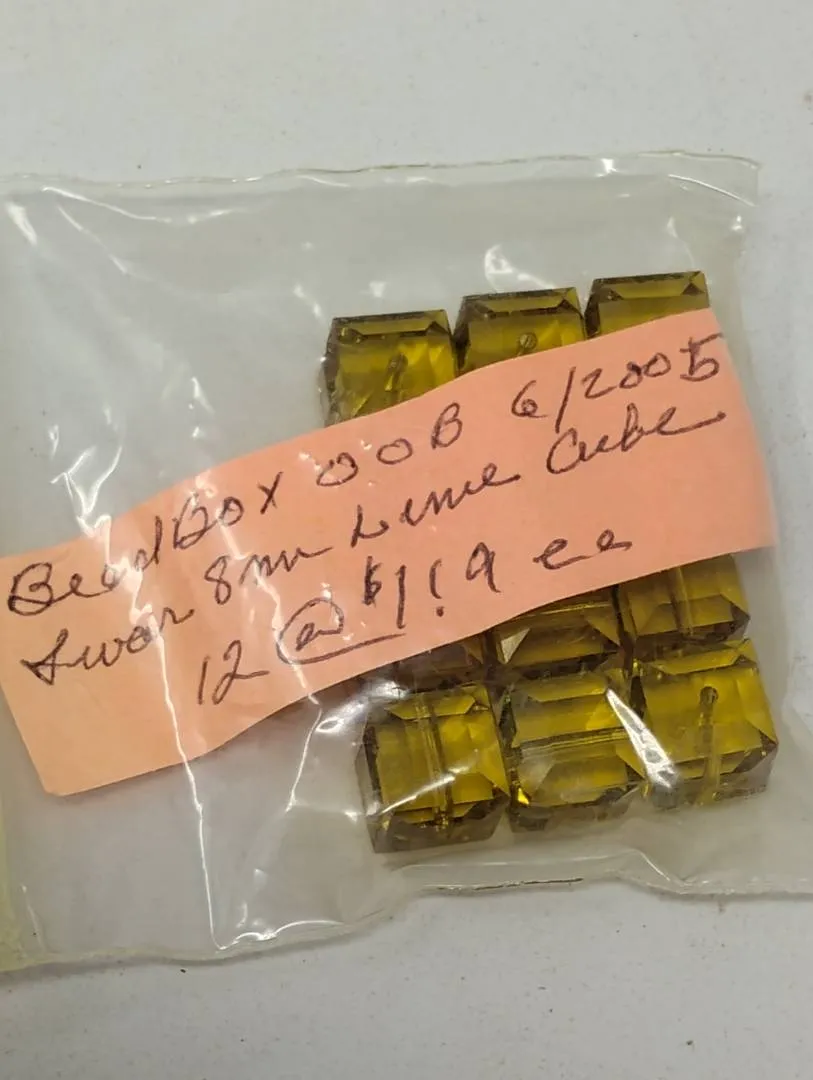 BeadBox OOB 6/2005
Swar 8mm Lime Cube
12 @ $1.19 ea